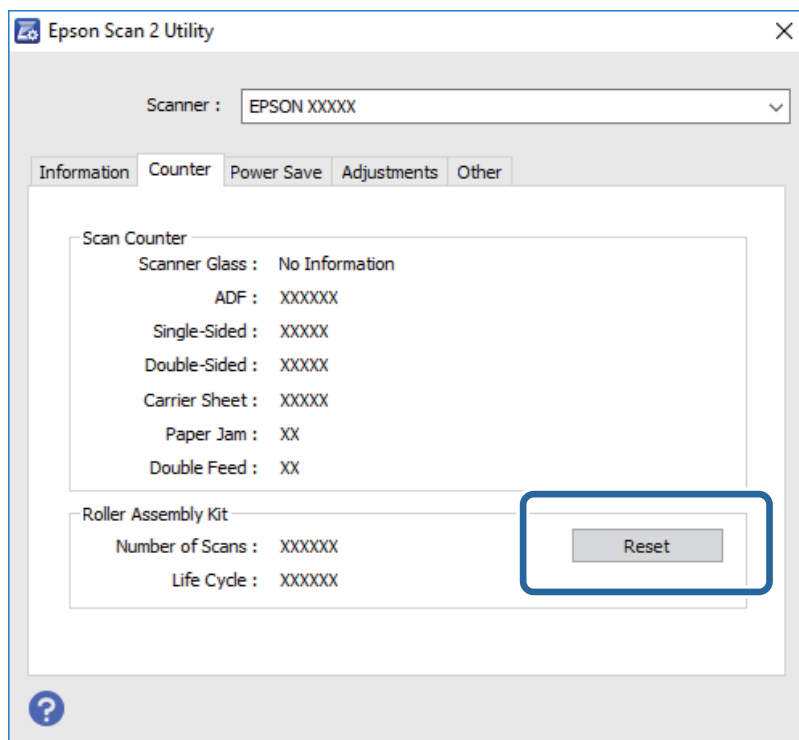 Epson Scan 2 Utility
Scanner : EPSON XXXXX
Information Counter Power Save Adjustments Other
Scan Counter
Scanner Glass : No Information
ADF : XXXXXX
Single-Sided : XXXXX
Double-Sided : XXXXX
Carrier Sheet : XXXXX
Paper Jam : XX
Double Feed : XX
Roller Assembly Kit
Number of Scans : XXXXXX Reset
Life Cycle : XXXXXX
?